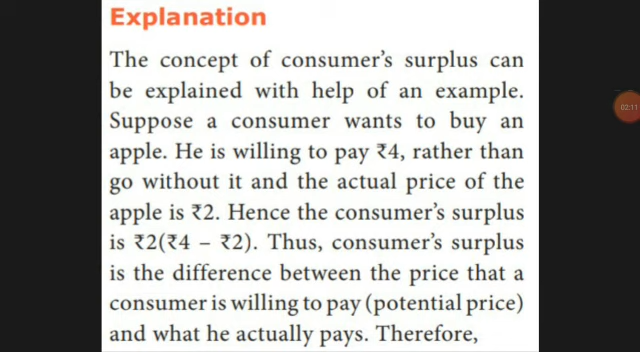 Explanation
The concept of consumer's surplus can
be explained with help of an example.
Suppose a consumer wants to buy an
apple. He is willing to pay ₹4, rather than
go without it and the actual price of the
apple is ₹2. Hence the consumer's surplus
is ₹2(₹4 – ₹2). Thus, consumer's surplus
is the difference between the price that a
consumer is willing to pay (potential price)
and what he actually pays. Therefore,
02:11